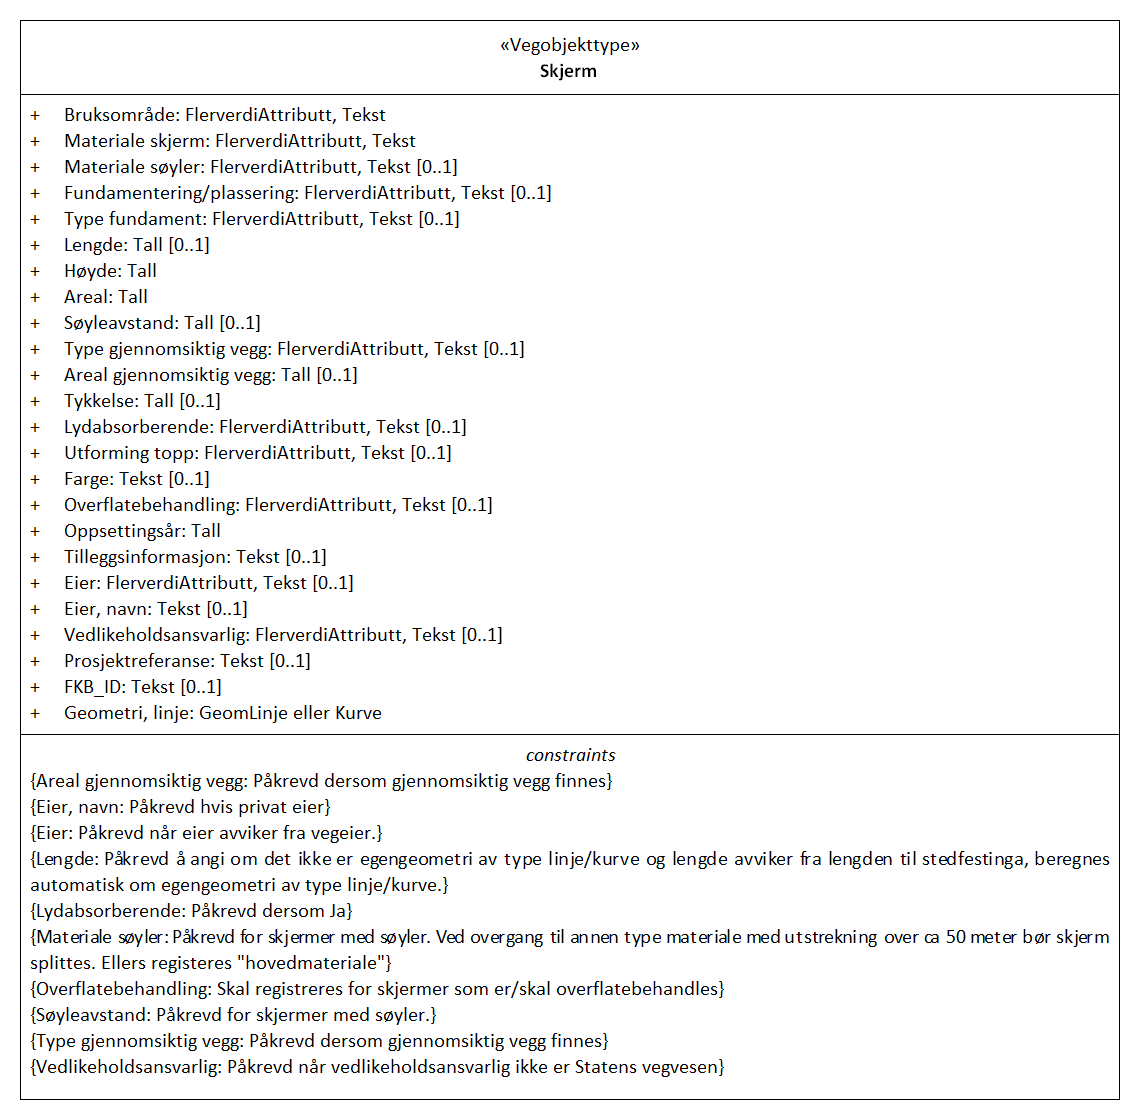 «Vegobjekttype»
Skjerm
+ Bruksområde: FlerverdiAttributt, Tekst
+ Materiale skjerm: FlerverdiAttributt, Tekst
+ Materiale søyler: FlerverdiAttributt, Tekst [0..1]
+ Fundamentering/plassering: FlerverdiAttributt, Tekst [0..1]
+ Type fundament: FlerverdiAttributt, Tekst [0..1]
+ Lengde: Tall [0..1]
+ Høyde: Tall
+ Areal: Tall
+ Søyleavstand: Tall [0..1]
+ Type gjennomsiktig vegg: FlerverdiAttributt, Tekst [0..1]
+ Areal gjennomsiktig vegg: Tall [0..1]
+ Tykkelse: Tall [0..1]
+ Lydabsorberende: FlerverdiAttributt, Tekst [0..1]
+ Utforming topp: FlerverdiAttributt, Tekst [0..1]
+ Farge: Tekst [0..1]
+ Overflatebehandling: FlerverdiAttributt, Tekst [0..1]
+ Oppsettingsår: Tall
+ Tilleggsinformasjon: Tekst [0..1]
+ Eier: FlerverdiAttributt, Tekst [0..1]
+ Eier, navn: Tekst [0..1]
+ Vedlikeholdsansvarlig: FlerverdiAttributt, Tekst [0..1]
+ Prosjektreferanse: Tekst [0..1]
+ FKB_ID: Tekst [0..1]
+ Geometri, linje: GeomLinje eller Kurve
constraints
{Areal gjennomsiktig vegg: Påkrevd dersom gjennomsiktig vegg finnes}
{Eier, navn: Påkrevd hvis privat eier}
{Eier: Påkrevd når eier avviker fra vegeier.}
{Lengde: Påkrevd å angi om det ikke er egengeometri av type linje/kurve og lengde avviker fra lengden til stedfestinga, beregnes
automatisk om egengeometri av type linje/kurve.}
{Lydabsorberende: Påkrevd dersom Ja}
{Materiale søyler: Påkrevd for skjermer med søyler. Ved overgang til annen type materiale med utstrekning over ca 50 meter bør skjerm
splittes. Ellers registeres "hovedmateriale"}
{Overflatebehandling: Skal registreres for skjermer som er/skal overflatebehandles}
{Søyleavstand: Påkrevd for skjermer med søyler.}
{Type gjennomsiktig vegg: Påkrevd dersom gjennomsiktig vegg finnes}
{Vedlikeholdsansvarlig: Påkrevd når vedlikeholdsansvarlig ikke er Statens vegvesen}